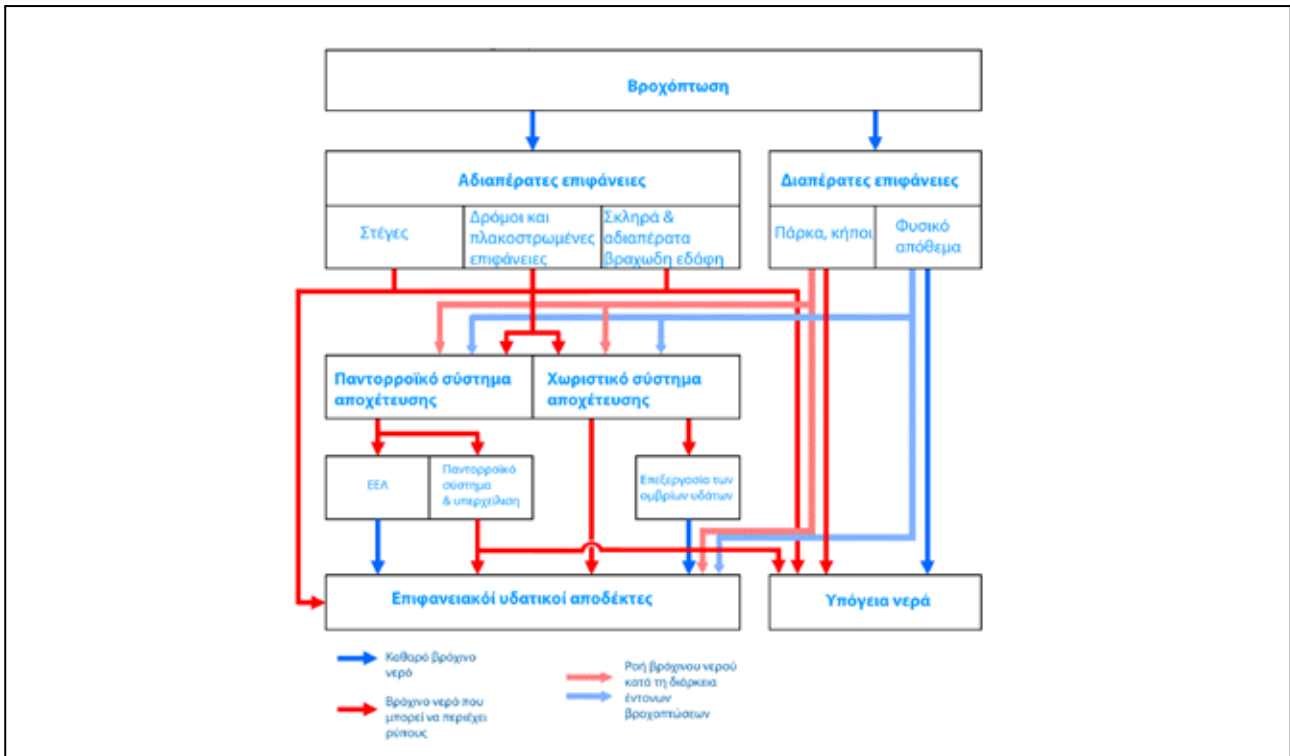 Βροχόπτωση
Αδιαπέρατες επιφάνειες
Διαπέρατες επιφάνειες
Στέγες
Δρόμοι και
πλακοστρωμένες
επιφάνειες
Σκληρά &
αδιαπέρατα
βραχωδη εδάφη
Πάρκα, κήποι
Φυσικό
απόθεμα
Παντορροϊκό σύστημα
αποχέτευσης
Χωριστικό σύστημα
αποχέτευσης
ΕΕΛ
Παντορροϊκό
σύστημα
& υπερχείλιση
Επεξεργασία των
ομβρίων υδάτων
Επιφανειακόί υδατικοί αποδέκτες
Υπόγεια νερά
Καθαρό βρόχινο
νερό
Βρόχινο νερό που
μπορεί να περιέχει
ρύπους
Ροή βρόχινου νερού
κατά τη διάρκεια
έντονων
βροχοπτώσεων